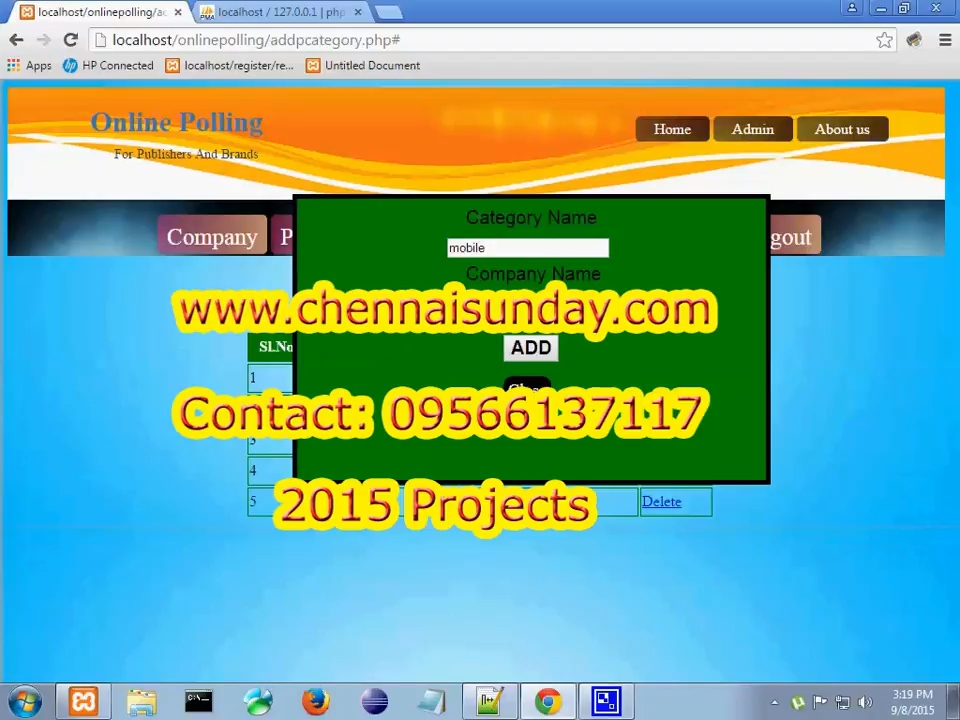 localhost/onlinepolling/ac
localhost / 127.0.0.1 | php
localhost/onlinepolling/addpcategory.php#
Apps
HP Connected
localhost/register/re...
Untitled Document
Online Polling
For Publishers And Brands
Home
Admin
About us
Category Name
mobile
Company Name
Company
P
gout
www.chennaisunday.com
Sl.No
ADD
1
Contact: 09566137117
3
4
5
Delete
2015 Projects
3:19 PM
9/8/2015